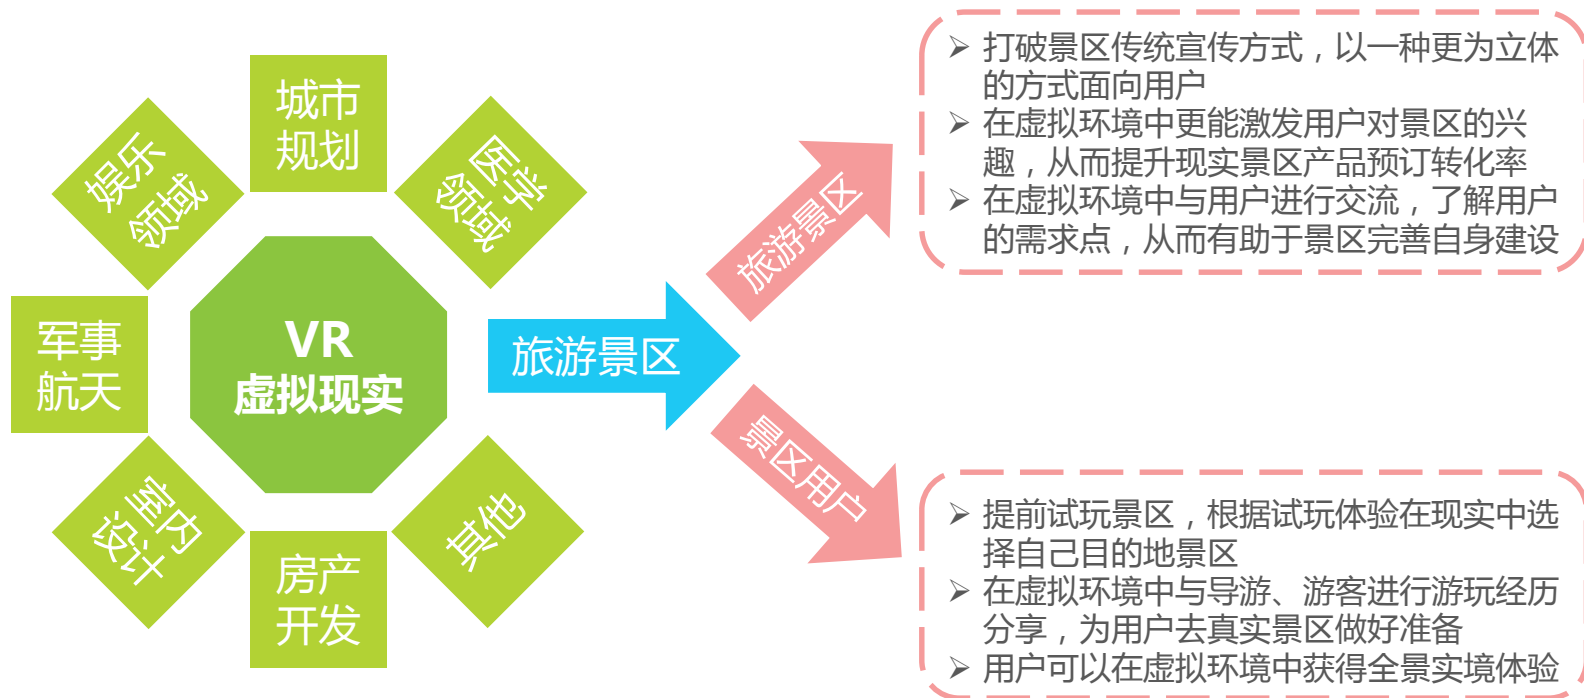 城市
规划
娱乐
领域
医学
领域
军事
航天
VR
虚拟现实
室内
设计
房产
开发
其他
旅游景区
旅游景区
➢ 打破景区传统宣传方式，以一种更为立体
的方式面向用户
➢ 在虚拟环境中更能激发用户对景区的兴
趣，从而提升现实景区产品预订转化率
➢ 在虚拟环境中与用户进行交流，了解用户
的需求点，从而有助于景区完善自身建设
景区用户
➢ 提前试玩景区，根据试玩体验在现实中选
择自己目的地景区
➢ 在虚拟环境中与导游、游客进行游玩经历
分享，为用户去真实景区做好准备
➢ 用户可以在虚拟环境中获得全景实境体验